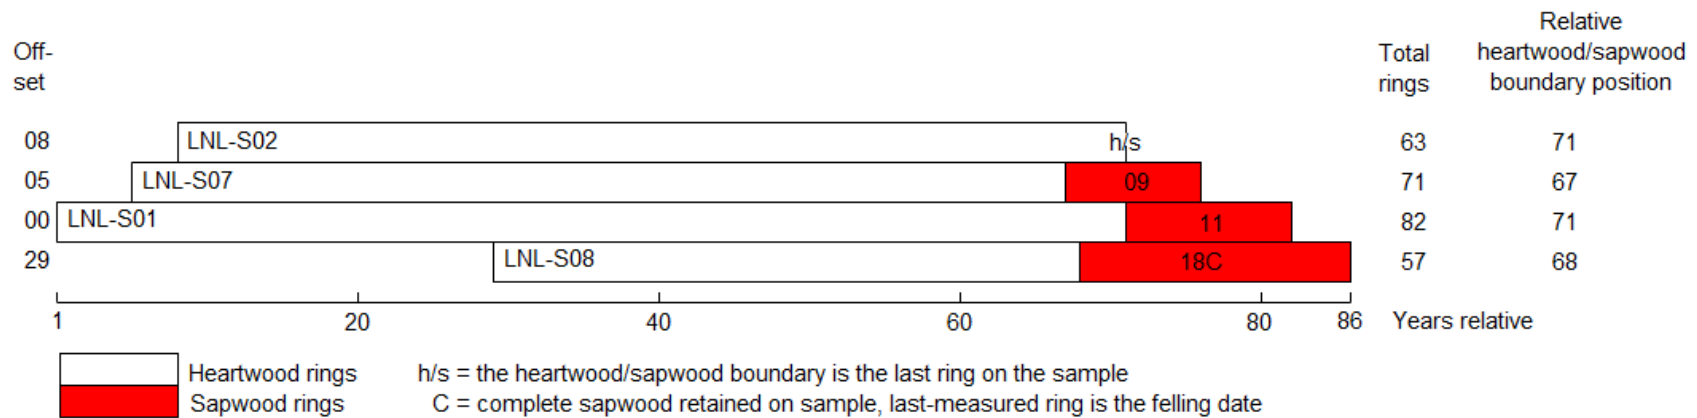 Off-
set
Total
rings
Relative
heartwood/sapwood
boundary position
08 LNL-S02 h/s 63 71
05 LNL-S07 09 71 67
00 LNL-S01 11 82 71
29 LNL-S08 18C 57 68
1 20 40 60 80 86 Years relative
Heartwood rings h/s = the heartwood/sapwood boundary is the last ring on the sample
Sapwood rings C = complete sapwood retained on sample, last-measured ring is the felling date